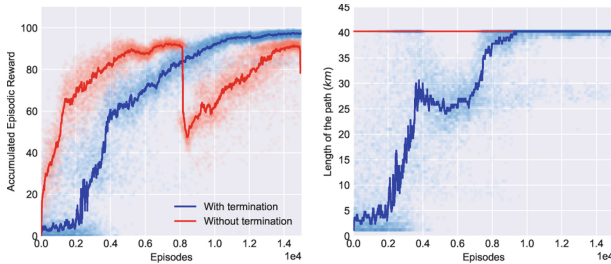 Accumulated Episodic Reward
100
80
60
40
20
0
With termination
Without termination
0.0 0.2 0.4 0.6 0.8 1.0 1.2 1.4
Episodes
1e4
Length of the path (km)
45
40
35
30
25
20
15
10
5
0
0.0 0.2 0.4 0.6 0.8 1.0 1.2 1.4
Episodes
1e4